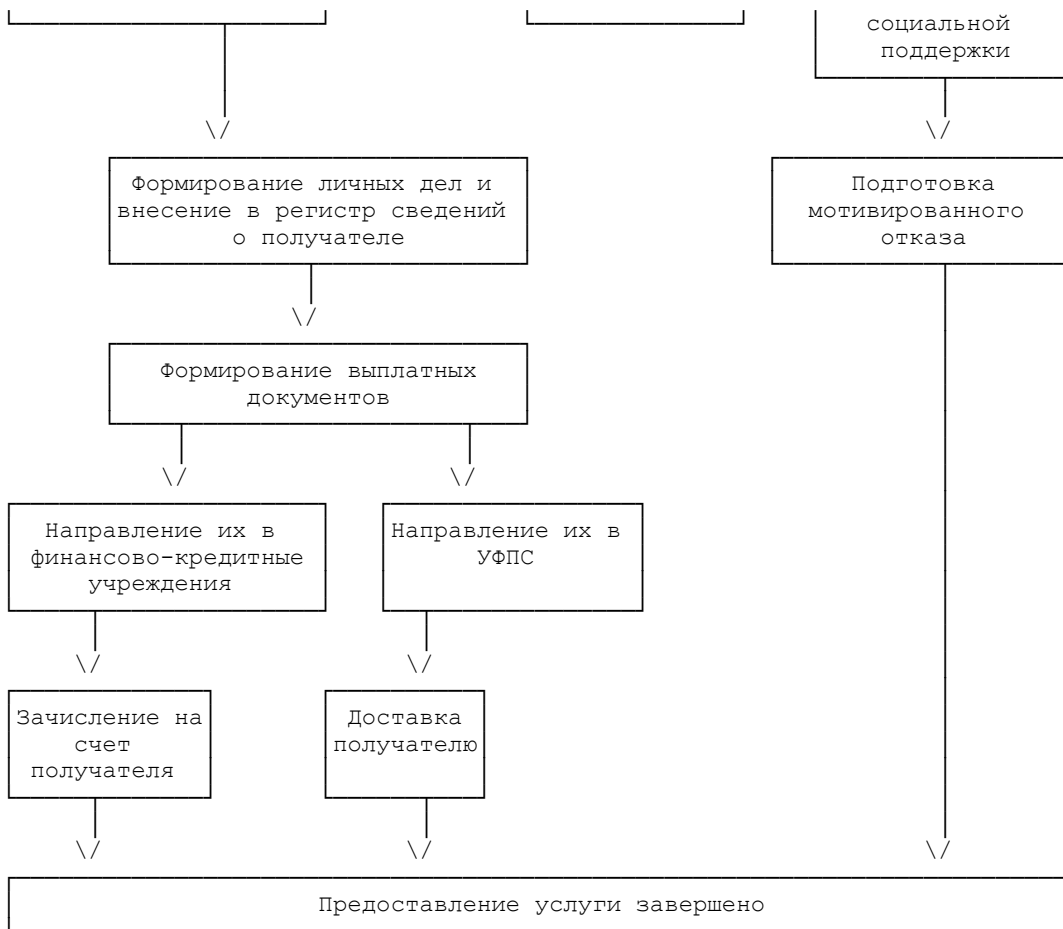 социальной
поддержки
Формирование личных дел и
внесение в регистр сведений
о получателе
Подготовка
мотивированного
отказа
Формирование выплатных
документов
Направление их в
финансово-кредитные
учреждения
Направление их в
УФПС
Зачисление на
счет
получателя
Доставка
получателю
Предоставление услуги завершено